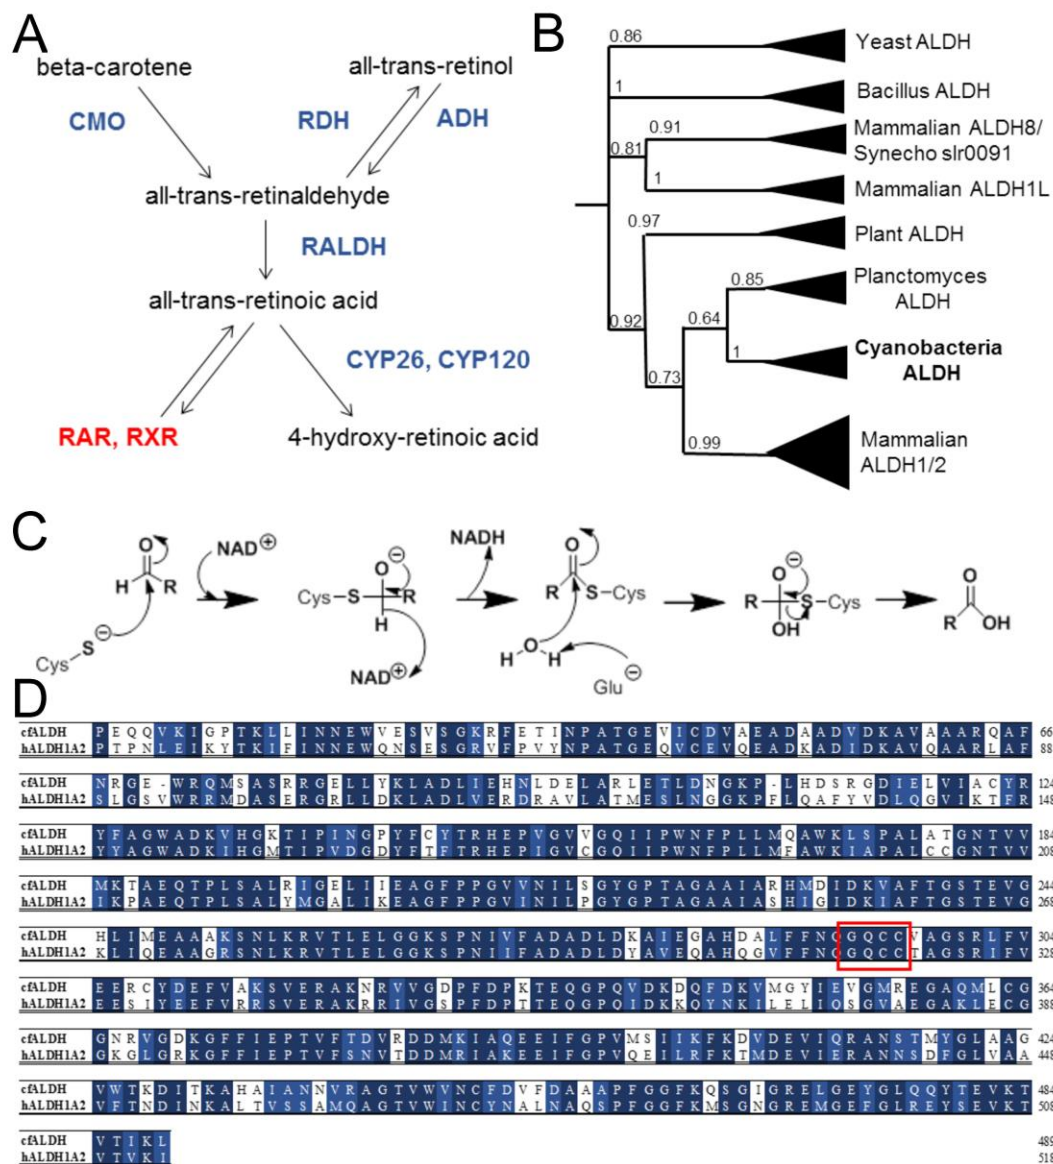 A
beta-carotene
all-trans-retinol
CMO
RDH
ADH
all-trans-retinaldehyde
RALDH
all-trans-retinoic acid
CYP26, CYP120
RAR, RXR
4-hydroxy-retinoic acid
B
0.86
Yeast ALDH
1
Bacillus ALDH
0.91
Mammalian ALDH8/
Synecho slr0091
0.81
1
Mammalian ALDH1L
0.97
Plant ALDH
0.85
Planctomyces
ALDH
0.92
0.64
1
Cyanobacteria
ALDH
0.73
0.99
Mammalian
ALDH1/2
C
O
H
R
Cys
S
⊖
NAD⊕
O⊖
Cys
S
R
H
NAD⊕
NADH
O
R
S
Cys
H
O
H
Glu
⊖
O⊖
R
S
Cys
OH
O
R
OH
D
cfALDH P E Q Q V K I G P T K L L I N N E W V E S V S G K R F E T I N P A T G E V I C D V A E A D A A D V D K A V A A A R Q A F 66
hALDH1A2 P T P N L E I K Y T K I F I N N E W Q N S E S G R V F P V Y N P A T G E Q V C E V Q E A D K A D I D K A V Q A A R L A F 88
cfALDH N R G E - W R Q M S A S R R G E L L Y K L A D L I E H N L D E L A R L E T L D N G K P - L H D S R G D I E L V I A C Y R 124
hALDH1A2 S L G S V W R R M D A S E R G R L L D K L A D L V E R D R A V L A T M E S L N G G K P F L Q A F Y V D L Q G V I K T F R 148
cfALDH Y F A G W A D K V H G K T I P I N G P Y F C Y T R H E P V G V V G Q I I P W N F P L L M Q A W K L S P A L A T G N T V V 184
hALDH1A2 Y Y A G W A D K I H G M T I P V D G D Y F T F T R H E P I G V C G Q I I P W N F P L L M F A W K I A P A L C C G N T V V 208
cfALDH M K T A E Q T P L S A L R I G E L I I E A G F P P G V V N I L S G Y G P T A G A A I A R H M D I D K V A F T G S T E V G 244
hALDH1A2 I K P A E Q T P L S A L Y M G A L I K E A G F P P G V I N I L P G Y G P T A G A A I A S H I G I D K I A F T G S T E V G 268
cfALDH H L I M E A A A K S N L K R V T L E L G G K S P N I V F A D A D L D K A I E G A H D A L F F N G G Q C C V A G S R L F V 304
hALDH1A2 K L I Q E A A G R S N L K R V T L E L G G K S P N I I F A D A D L D Y A V E Q A H Q G V F F N G G Q C C T A G S R I F V 328
cfALDH E E R C Y D E F V A K S V E R A K N R V V G D P F D P K T E Q G P Q V D K D Q F D K V M G Y I E V G M R E G A Q M L C G 364
hALDH1A2 E E S I Y E E F V R R S V E R A K R R I V G S P F D P T T E Q G P Q I D K K Q Y N K I L E L I Q S G V A E G A K L E C G 388
cfALDH G N R V G D K G F F I E P T V F T D V R D D M K I A Q E E I F G P V M S I I K F K D V D E V I Q R A N S T M Y G L A A G 424
hALDH1A2 G K G L G R K G F F I E P T V F S N V T D D M R I A K E E I F G P V Q E I L R F K T M D E V I E R A N N S D F G L V A A 448
cfALDH V W T K D I T K A H A I A N N V R A G T V W V N C F D V F D A A A P F G G F K Q S G I G R E L G E Y G L Q Q Y T E V K T 484
hALDH1A2 V F T N D I N K A L T V S S A M Q A G T V W I N C Y N A L N A Q S P F G G F K M S G N G R E M G E F G L R E Y S E V K T 508
cfALDH V T I K L 489
hALDH1A2 V T V K I 518